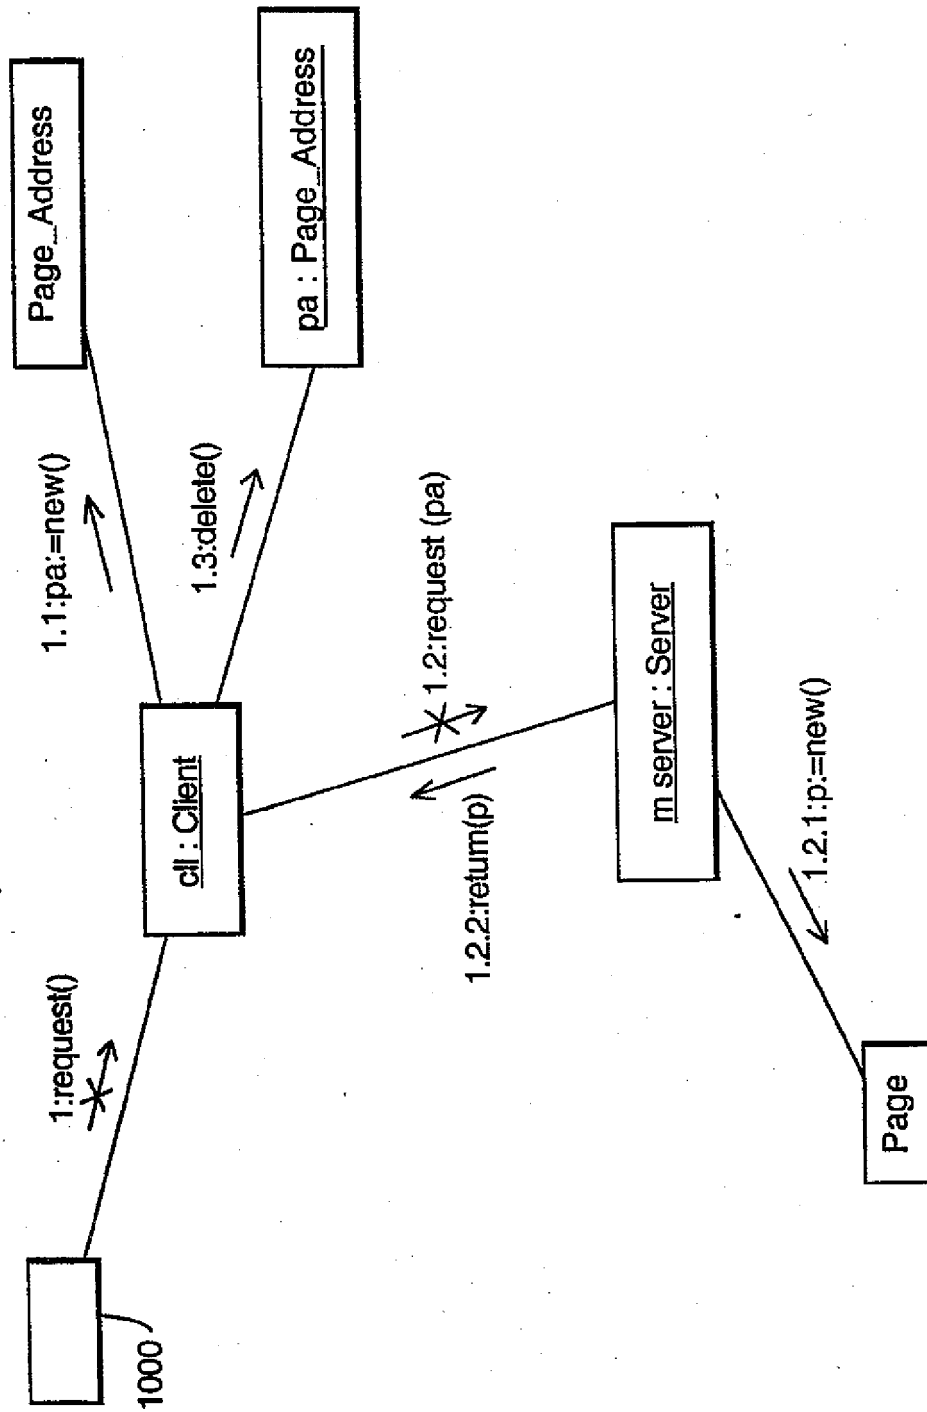 1000
1:request()
cll : Client
1.1:pa:=new()
Page_Address
1.3:delete()
pa : Page_Address
1.2:request (pa)
1.2.2:return(p)
m server : Server
1.2.1:p:=new()
Page